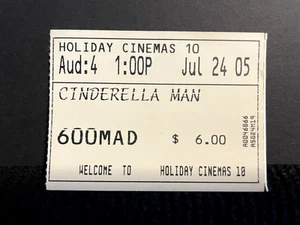 HOLIDAY CINEMAS 10
Aud:4 1:00P Jul 24 05
CINDERELLA MAN
600MAD $ 6.00
WELCOME TO HOLIDAY CINEMAS 10
A0046866